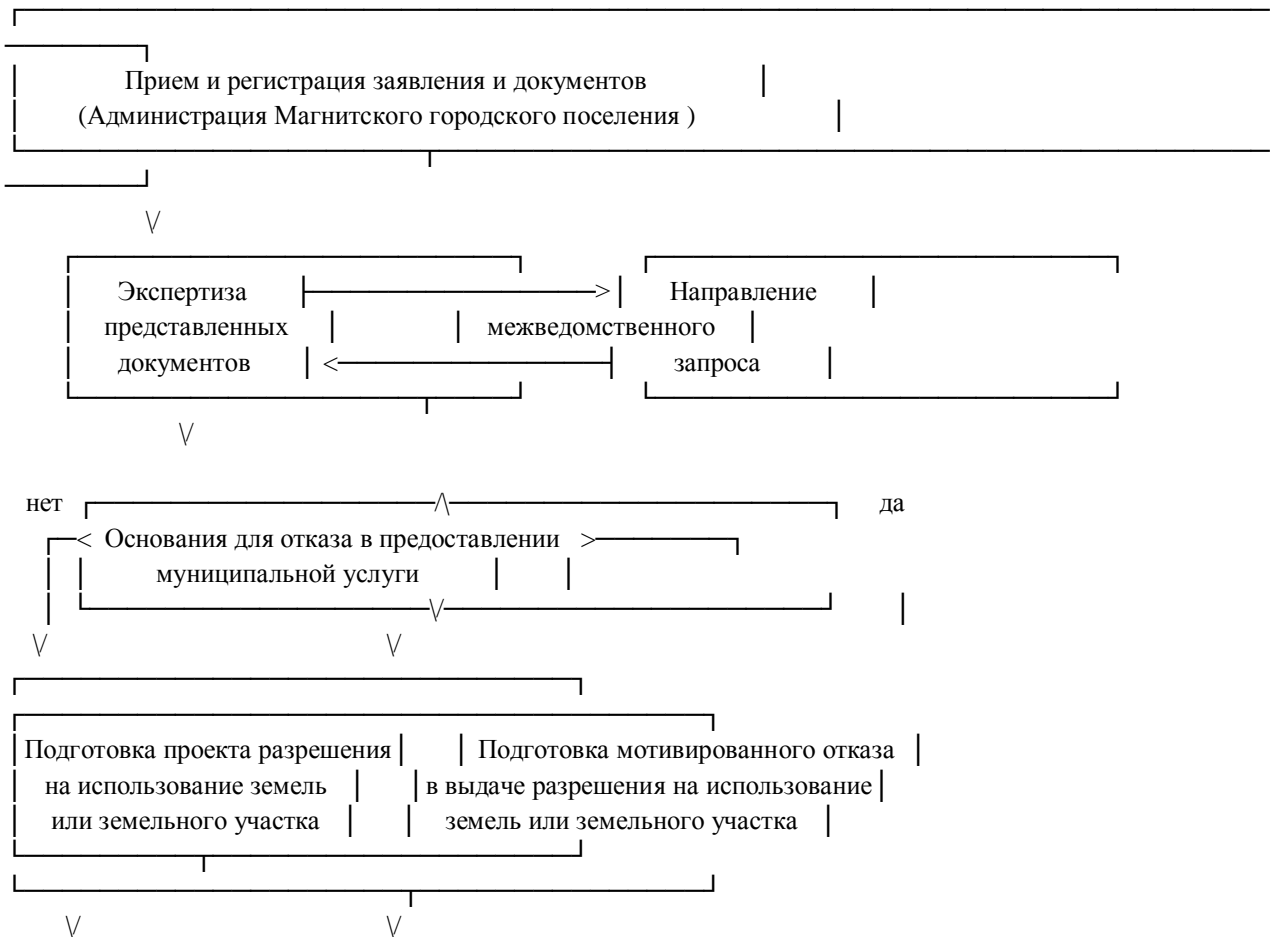 Прием и регистрация заявления и документов
(Администрация Магнитского городского поселения )
Экспертиза Направление
представленных межведомственного
документов запроса
нет да
Основания для отказа в предоставлении
муниципальной услуги
Подготовка проекта разрешения Подготовка мотивированного отказа
на использование земель в выдаче разрешения на использование
или земельного участка земель или земельного участка